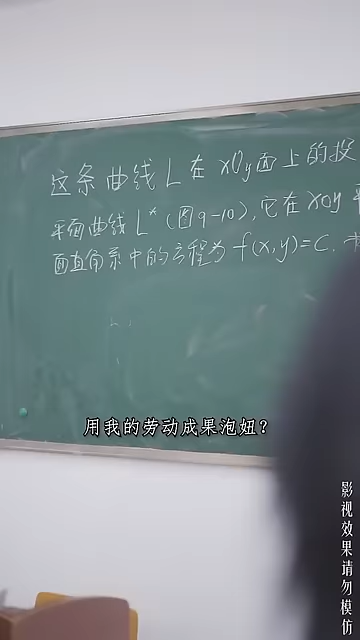 这条曲线L在xOy面上的投
平面曲线L*(图9-10),它在xOy平
面直角系中的方程为f(x,y)=C.
用我的劳动成果泡妞?
影视效果请勿模仿